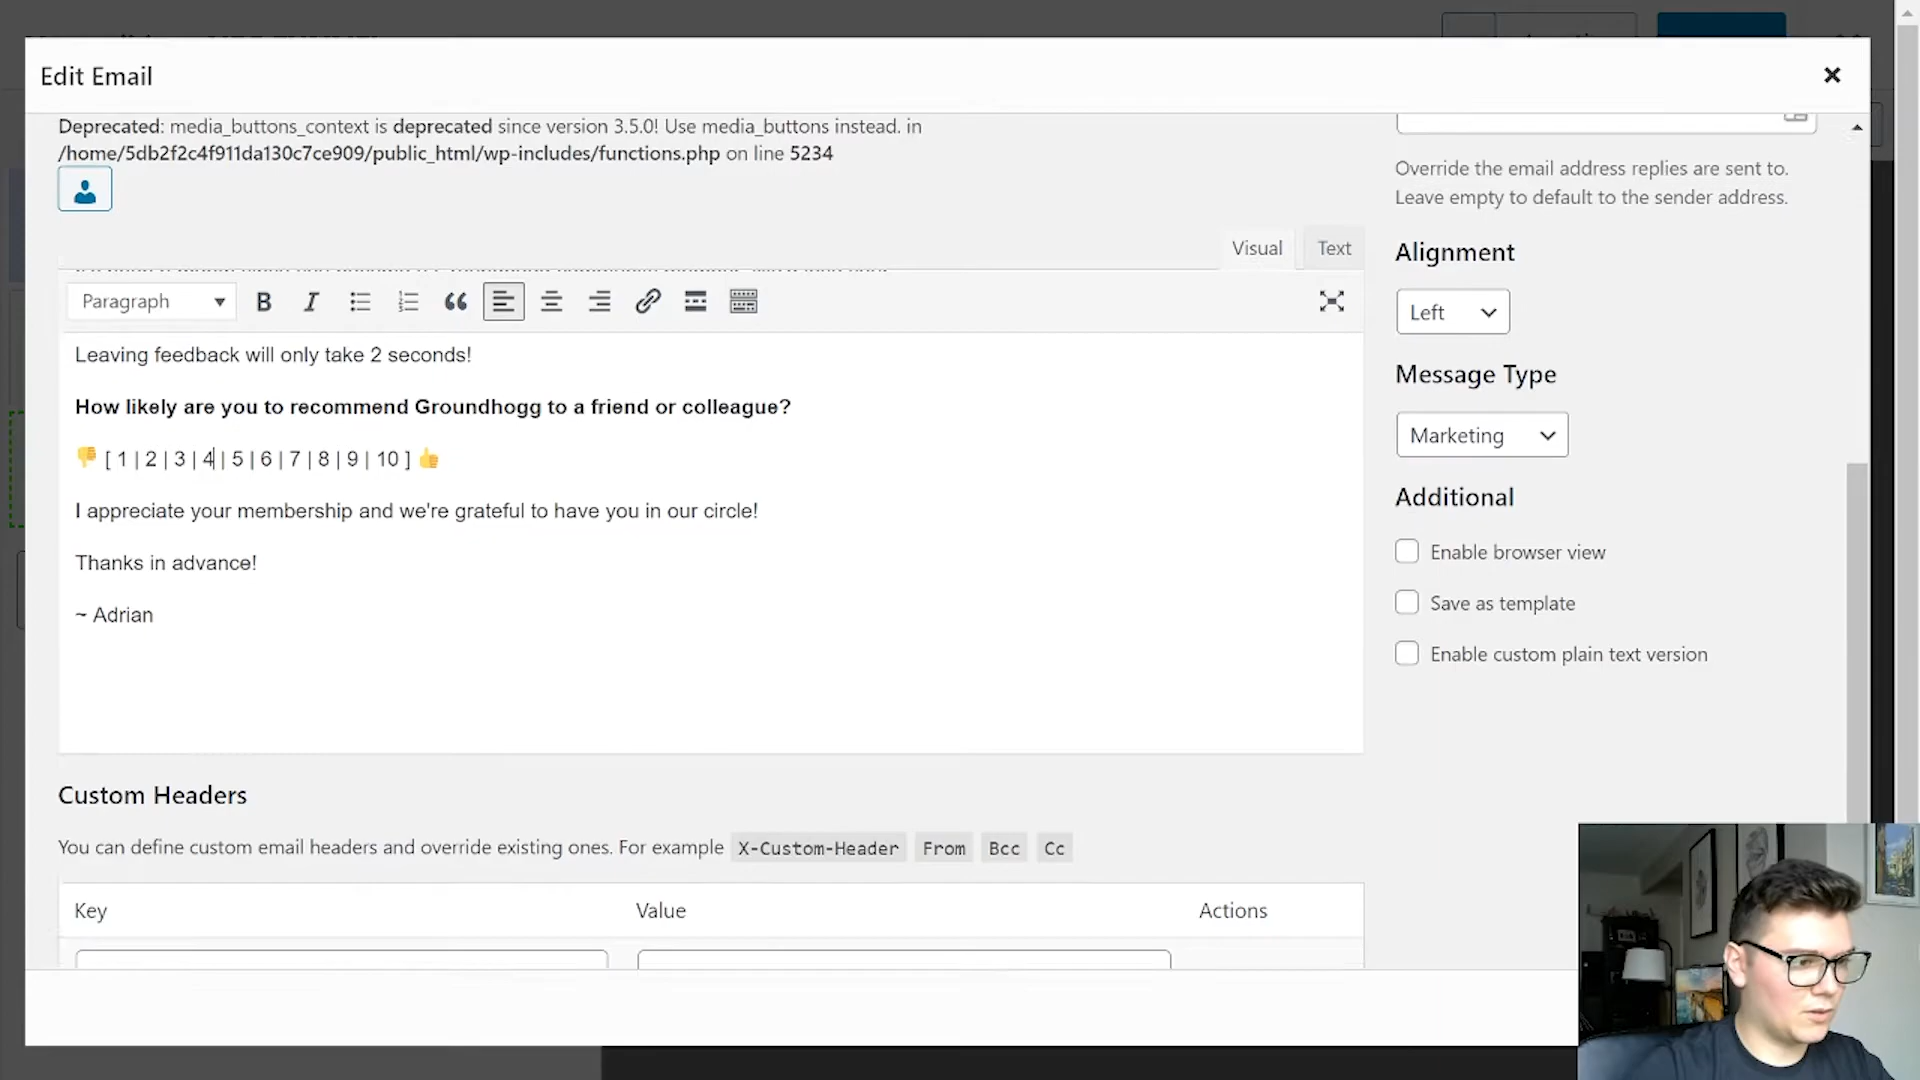 Edit Email
Deprecated: media_buttons_context is deprecated since version 3.5.0! Use media_buttons instead. in
/home/5db2f2c4f911da130c7ce909/public_html/wp-includes/functions.php on line 5234
Override the email address replies are sent to.
Leave empty to default to the sender address.
Visual Text
Alignment
Paragraph
Left
Leaving feedback will only take 2 seconds!
Message Type
How likely are you to recommend Groundhogg to a friend or colleague?
Marketing
👎 [ 1 | 2 | 3 | 4 | 5 | 6 | 7 | 8 | 9 | 10 ] 👍
Additional
I appreciate your membership and we're grateful to have you in our circle!
Enable browser view
Thanks in advance!
Save as template
~ Adrian
Enable custom plain text version
Custom Headers
You can define custom email headers and override existing ones. For example X-Custom-Header From Bcc Cc
Key Value Actions